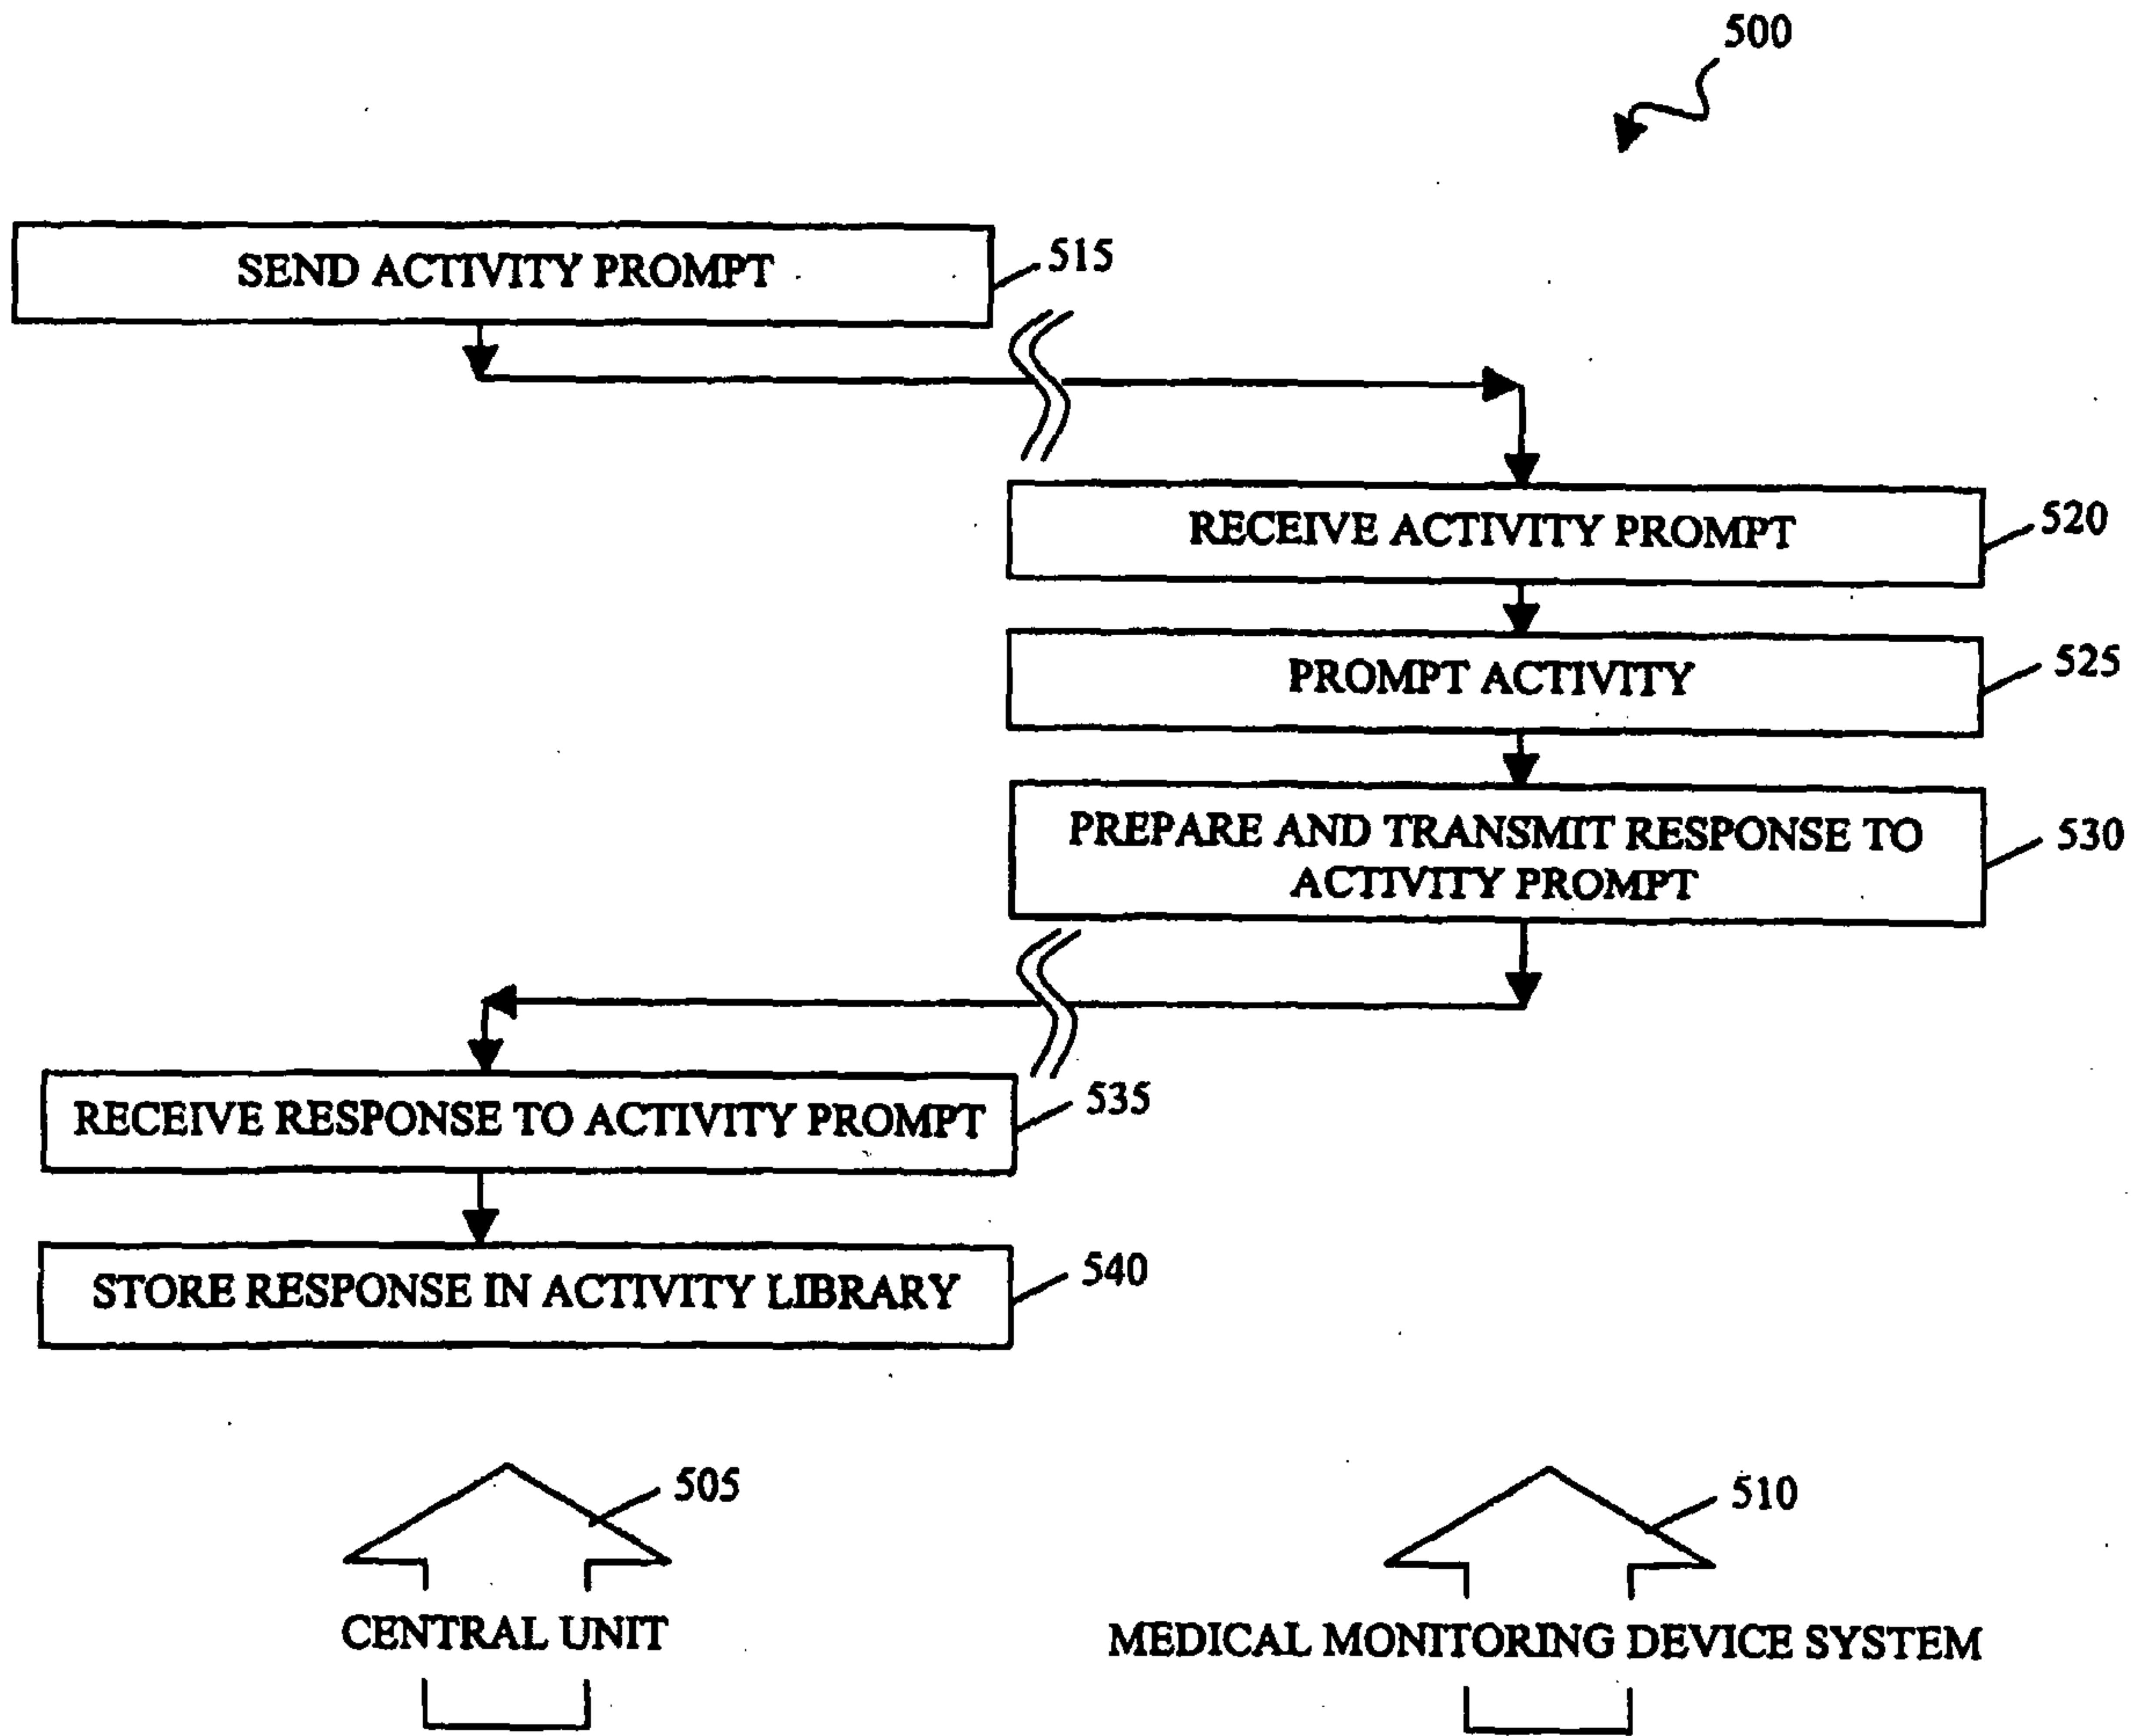 500
SEND ACTIVITY PROMPT
515
RECEIVE ACTIVITY PROMPT
520
PROMPT ACTIVITY
525
PREPARE AND TRANSMIT RESPONSE TO
ACTIVITY PROMPT
530
RECEIVE RESPONSE TO ACTIVITY PROMPT
535
STORE RESPONSE IN ACTIVITY LIBRARY
540
505
510
CENTRAL UNIT
MEDICAL MONITORING DEVICE SYSTEM